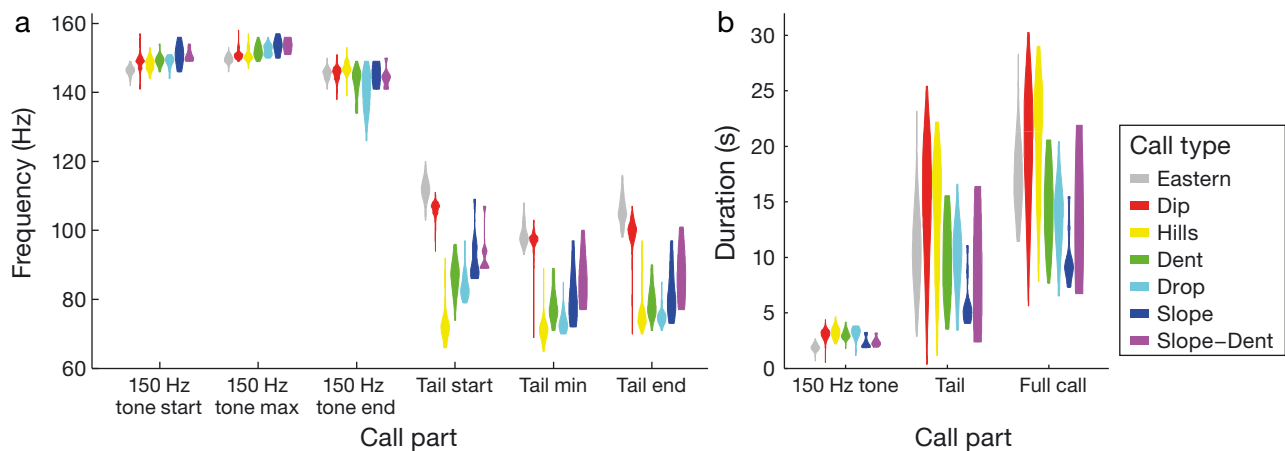 a
160
140
120
100
80
60
Frequency (Hz)
150 Hz tone start
150 Hz tone max
150 Hz tone end
Tail start
Tail min
Tail end
Call part
b
30
25
20
15
10
5
0
Duration (s)
150 Hz tone
Tail
Full call
Call part
Call type
Eastern
Dip
Hills
Dent
Drop
Slope
Slope–Dent